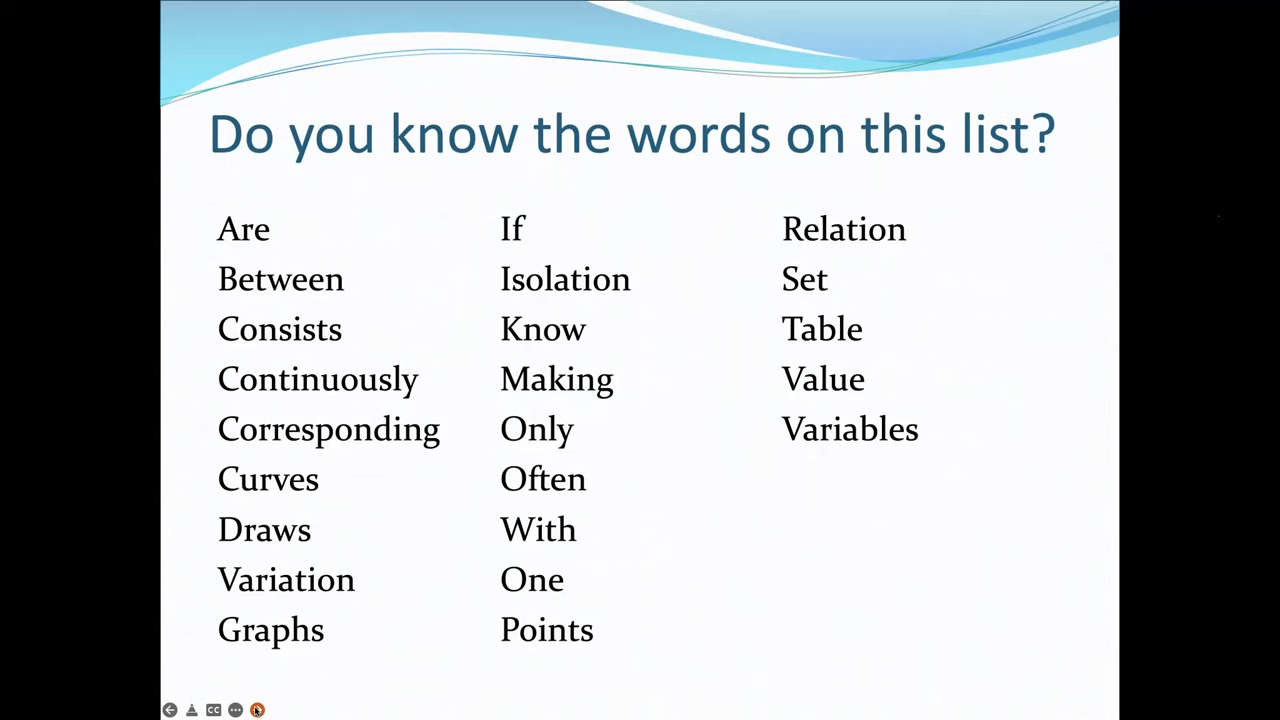 Do you know the words on this list?
Are
Between
Consists
Continuously
Corresponding
Curves
Draws
Variation
Graphs
If
Isolation
Know
Making
Only
Often
With
One
Points
Relation
Set
Table
Value
Variables
CC